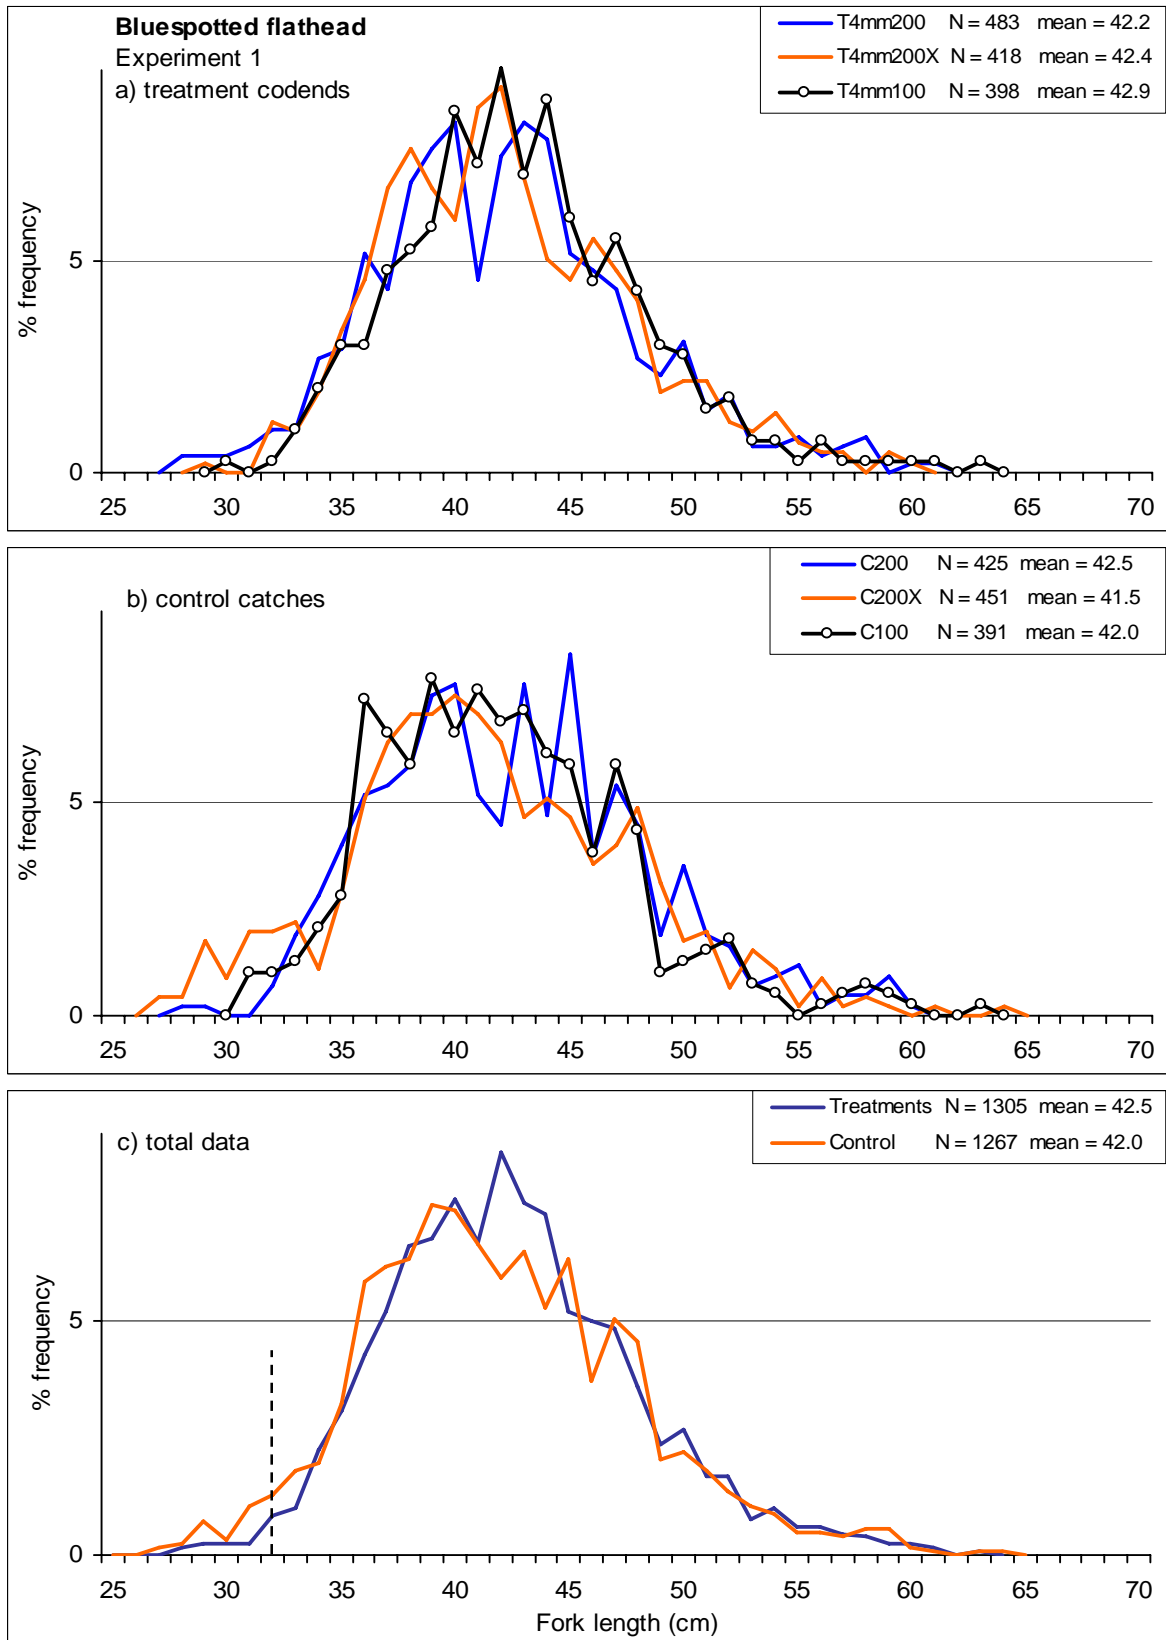 Bluespotted flathead
Experiment 1
a) treatment codends
T4mm200 N = 483 mean = 42.2
T4mm200X N = 418 mean = 42.4
T4mm100 N = 398 mean = 42.9
% frequency
5
0
25 30 35 40 45 50 55 60 65 70
b) control catches
C200 N = 425 mean = 42.5
C200X N = 451 mean = 41.5
C100 N = 391 mean = 42.0
% frequency
5
0
25 30 35 40 45 50 55 60 65 70
c) total data
Treatments N = 1305 mean = 42.5
Control N = 1267 mean = 42.0
% frequency
5
0
25 30 35 40 45 50 55 60 65 70
Fork length (cm)